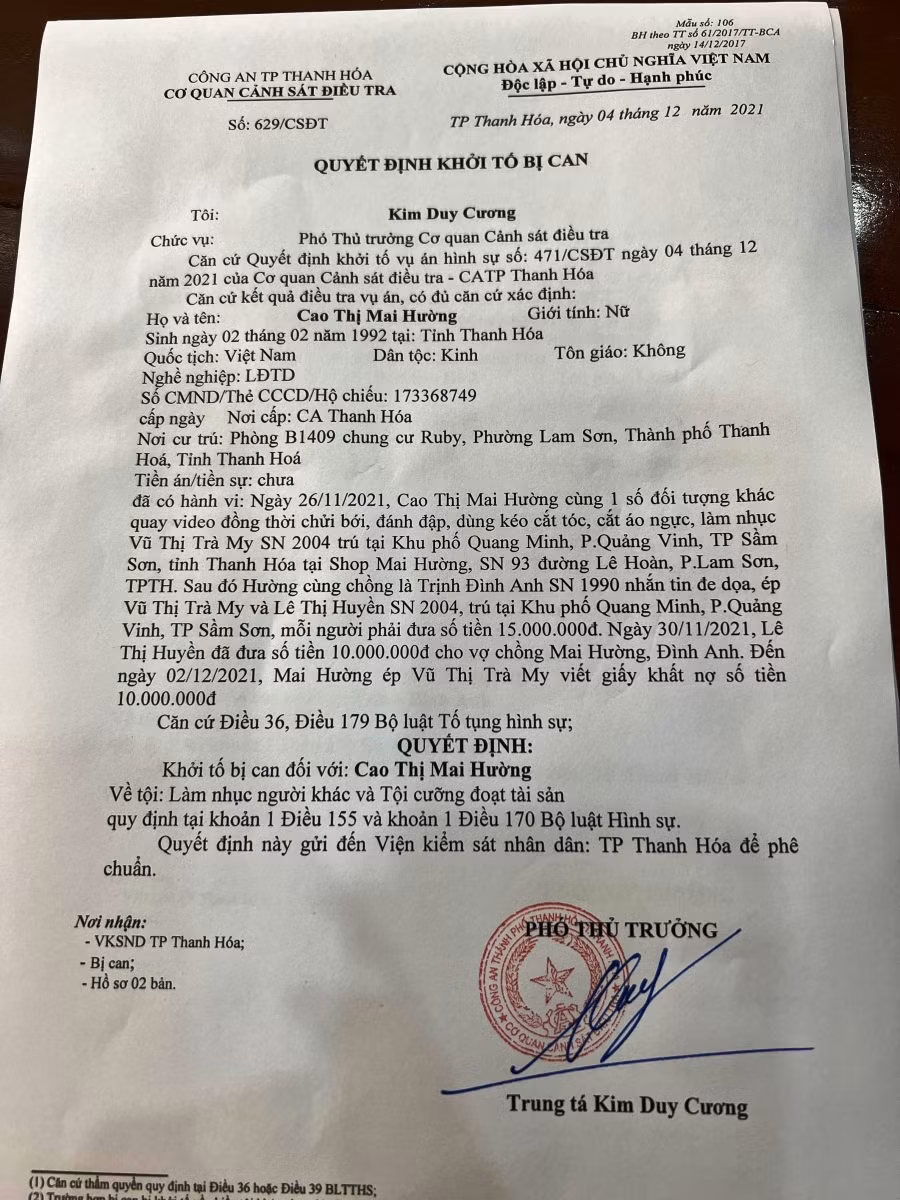 Mẫu số: 106
BH theo TT số 61/2017/TT-BCA
ngày 14/12/2017
CÔNG AN TP THANH HÓA
CƠ QUAN CẢNH SÁT ĐIỀU TRA
CỘNG HÒA XÃ HỘI CHỦ NGHĨA VIỆT NAM
Độc lập - Tự do - Hạnh phúc
Số: 629/CSĐT
TP Thanh Hóa, ngày 04 tháng 12 năm 2021
QUYẾT ĐỊNH KHỞI TỐ BỊ CAN
Tôi: Kim Duy Cương
Chức vụ: Phó Thủ trưởng Cơ quan Cảnh sát điều tra
Căn cứ Quyết định khởi tố vụ án hình sự số: 471/CSĐT ngày 04 tháng 12
năm 2021 của Cơ quan Cảnh sát điều tra - CATP Thanh Hóa
Căn cứ kết quả điều tra vụ án, có đủ căn cứ xác định:
Họ và tên: Cao Thị Mai Hường Giới tính: Nữ
Sinh ngày 02 tháng 02 năm 1992 tại: Tỉnh Thanh Hóa
Quốc tịch: Việt Nam Dân tộc: Kinh Tôn giáo: Không
Nghề nghiệp: LĐTD
Số CMND/Thẻ CCCD/Hộ chiếu: 173368749
cấp ngày Nơi cấp: CA Thanh Hóa
Nơi cư trú: Phòng B1409 chung cư Ruby, Phường Lam Sơn, Thành phố Thanh
Hoá, Tỉnh Thanh Hoá
Tiền án/tiền sự: chưa
đã có hành vi: Ngày 26/11/2021, Cao Thị Mai Hường cùng 1 số đối tượng khác
quay video đồng thời chửi bới, đánh đập, dùng kéo cắt tóc, cắt áo ngực, làm nhục
Vũ Thị Trà My SN 2004 trú tại Khu phố Quang Minh, P.Quảng Vinh, TP Sầm
Sơn, tỉnh Thanh Hóa tại Shop Mai Hường, SN 93 đường Lê Hoàn, P.Lam Sơn,
TPTH. Sau đó Hường cùng chồng là Trịnh Đình Anh SN 1990 nhắn tin đe dọa, ép
Vũ Thị Trà My và Lê Thị Huyền SN 2004, trú tại Khu phố Quang Minh, P.Quảng
Vinh, TP Sầm Sơn, mỗi người phải đưa số tiền 15.000.000đ. Ngày 30/11/2021, Lê
Thị Huyền đã đưa số tiền 10.000.000đ cho vợ chồng Mai Hường, Đình Anh. Đến
ngày 02/12/2021, Mai Hường ép Vũ Thị Trà My viết giấy khất nợ số tiền
10.000.000đ
Căn cứ Điều 36, Điều 179 Bộ luật Tố tụng hình sự;
QUYẾT ĐỊNH:
Khởi tố bị can đối với: Cao Thị Mai Hường
Về tội: Làm nhục người khác và Tội cưỡng đoạt tài sản
quy định tại khoản 1 Điều 155 và khoản 1 Điều 170 Bộ luật Hình sự.
Quyết định này gửi đến Viện kiểm sát nhân dân: TP Thanh Hóa để phê
chuẩn.
Nơi nhận:
- VKSND TP Thanh Hóa;
- Bị can;
- Hồ sơ 02 bản.
PHÓ THỦ TRƯỞNG
Trung tá Kim Duy Cương
(1) Căn cứ thẩm quyền quy định tại Điều 36 hoặc Điều 39 BLTTHS;